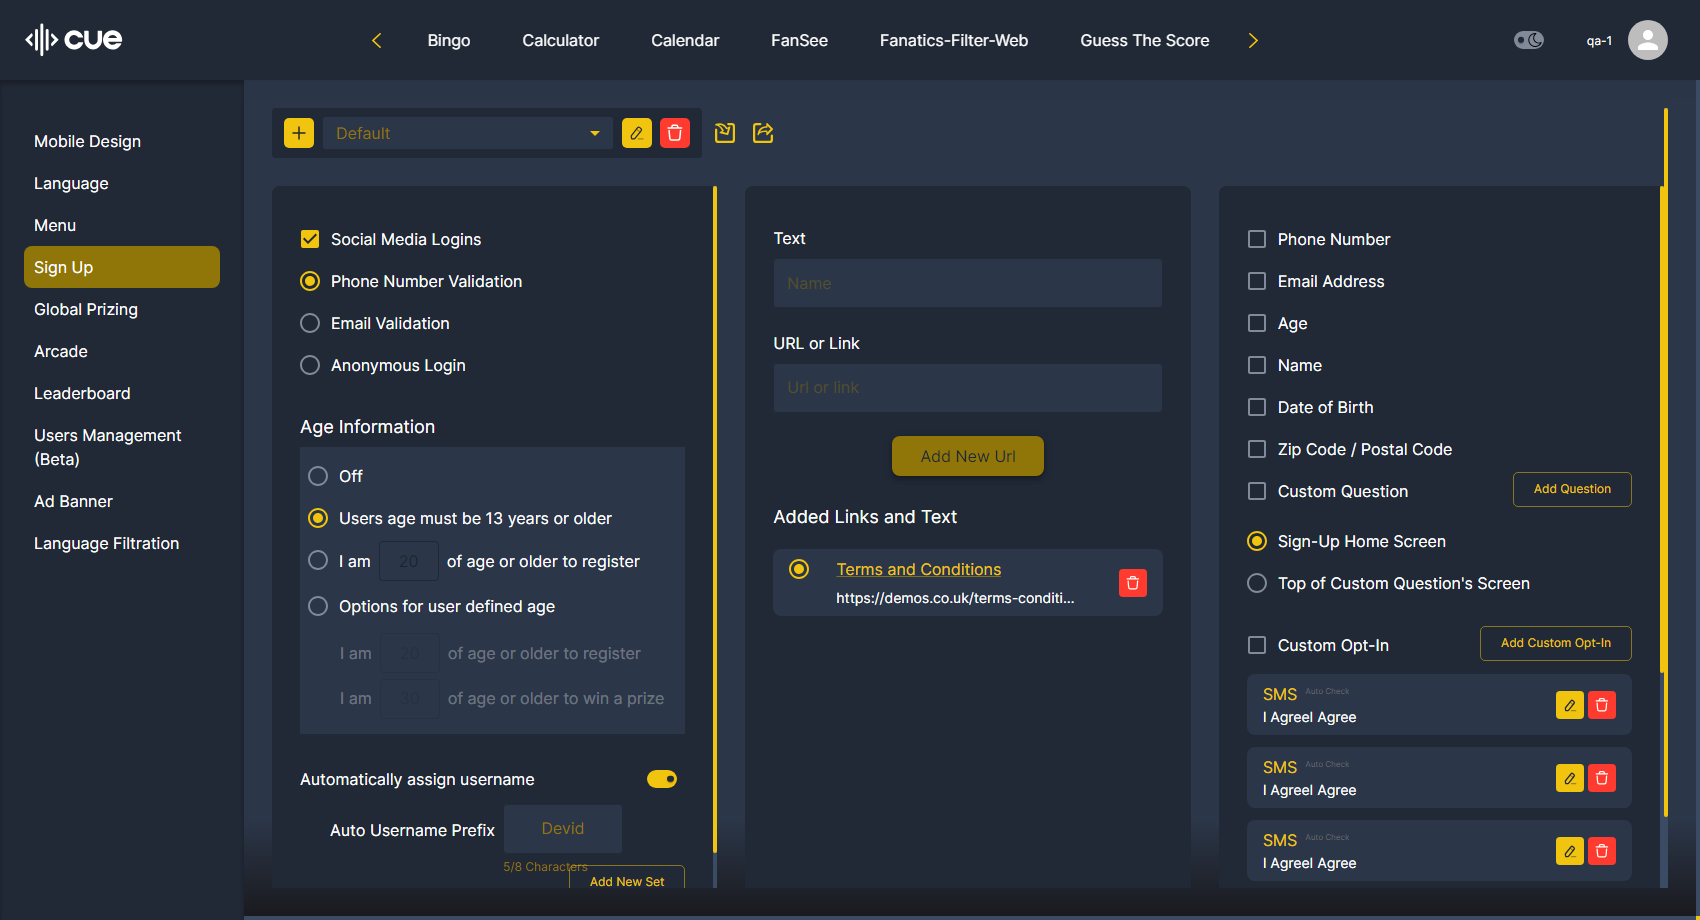 cue
Bingo
Calculator
Calendar
FanSee
Fanatics-Filter-Web
Guess The Score
qa-1
Mobile Design
Language
Menu
Sign Up
Global Prizing
Arcade
Leaderboard
Users Management
(Beta)
Ad Banner
Language Filtration
Default
Social Media Logins
Phone Number Validation
Email Validation
Anonymous Login
Age Information
Off
Users age must be 13 years or older
I am 20 of age or older to register
Options for user defined age
I am 20 of age or older to register
I am 30 of age or older to win a prize
Automatically assign username
Auto Username Prefix Devid
5/8 Characters
Add New Set
Text
Name
URL or Link
Url or link
Add New Url
Added Links and Text
Terms and Conditions
https://demos.co.uk/terms-conditi...
Phone Number
Email Address
Age
Name
Date of Birth
Zip Code / Postal Code
Custom Question Add Question
Sign-Up Home Screen
Top of Custom Question's Screen
Custom Opt-In Add Custom Opt-In
SMS Auto Check
I AgreeI Agree
SMS Auto Check
I AgreeI Agree
SMS Auto Check
I AgreeI Agree